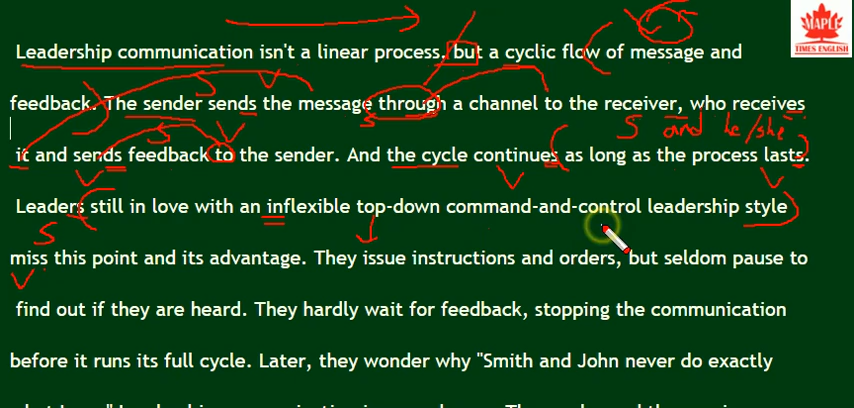 MAPLE
TIMES ENGLISH
Leadership communication isn't a linear process, but a cyclic flow of message and
feedback. The sender sends the message through a channel to the receiver, who receives
S V S
S and he/she
it and sends feedback to the sender. And the cycle continues as long as the process lasts.
V V V
Leaders still in love with an inflexible top-down command-and-control leadership style
S
miss this point and its advantage. They issue instructions and orders, but seldom pause to
V
find out if they are heard. They hardly wait for feedback, stopping the communication
before it runs its full cycle. Later, they wonder why "Smith and John never do exactly